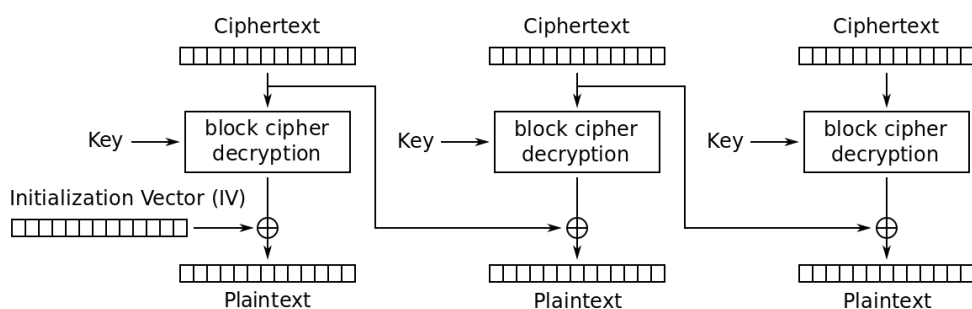 Ciphertext
Ciphertext
Ciphertext
Key
block cipher
decryption
Key
block cipher
decryption
Key
block cipher
decryption
Initialization Vector (IV)
Plaintext
Plaintext
Plaintext